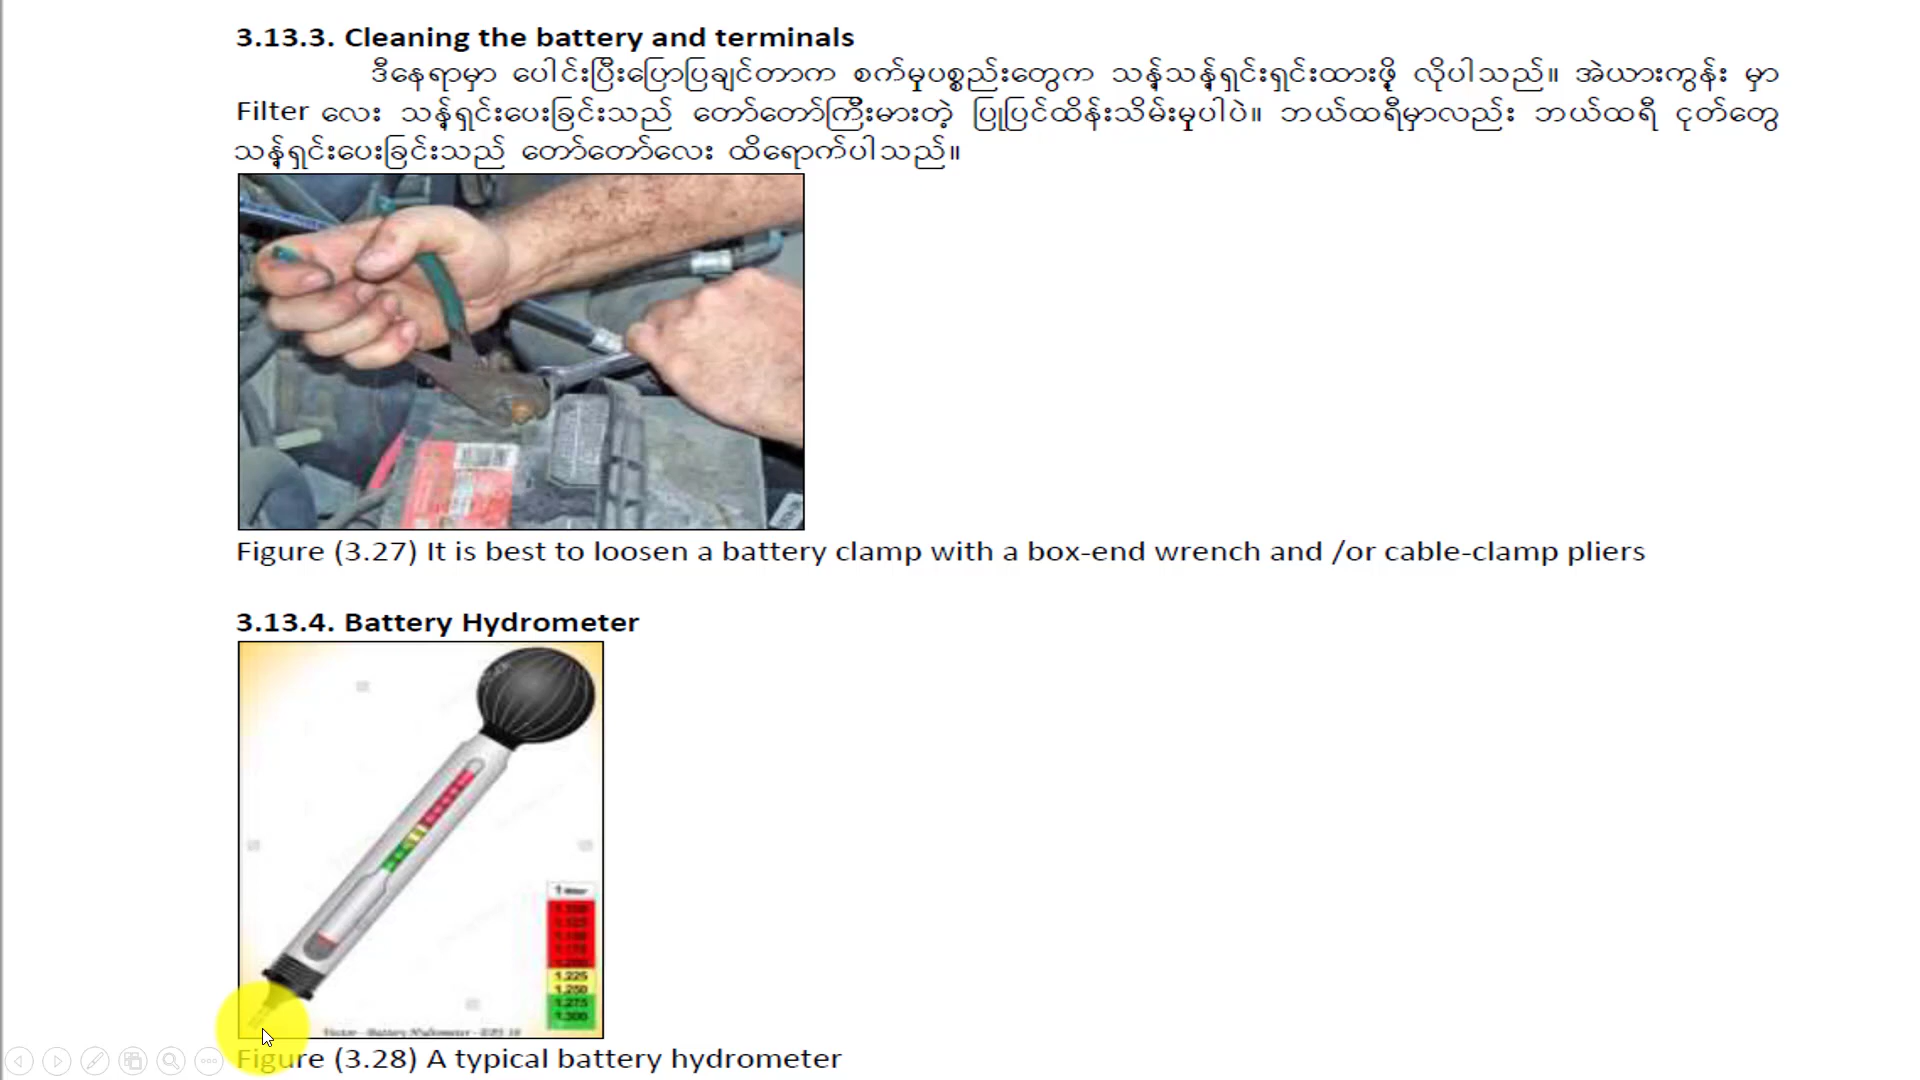 3.13.3. Cleaning the battery and terminals
ဒီနေရာမှာ ပေါင်းပြီးပြောပြချင်တာက စက်မှုပစ္စည်းတွေက သန့်သန့်ရှင်းရှင်းထားဖို့ လိုပါသည်။ အဲယားကွန်း မှာ
Filter လေး သန့်ရှင်းပေးခြင်းသည် တော်တော်ကြီးမားတဲ့ ပြုပြင်ထိန်းသိမ်းမှုပါပဲ။ ဘယ်ထရီမှာလည်း ဘယ်ထရီ ငုတ်တွေ
သန့်ရှင်းပေးခြင်းသည် တော်တော်လေး ထိရောက်ပါသည်။
Figure (3.27) It is best to loosen a battery clamp with a box-end wrench and /or cable-clamp pliers
3.13.4. Battery Hydrometer
1.225
1.250
1.275
1.300
Vector - Battery Hydrometer - EPS 10
Figure (3.28) A typical battery hydrometer